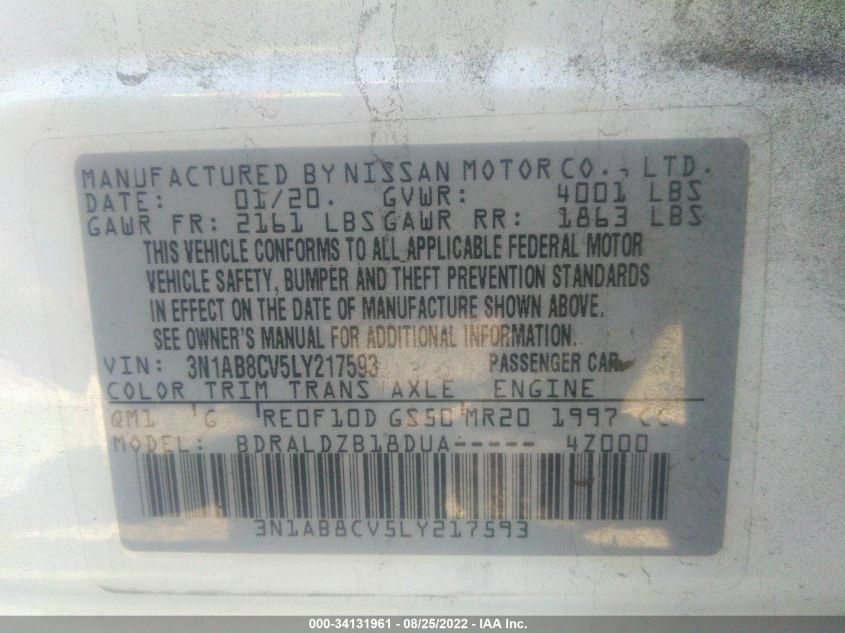 MANUFACTURED BY NISSAN MOTOR CO., LTD.
DATE: 01/20. GVWR: 4001 LBS
GAWR FR: 2161 LBS GAWR RR: 1863 LBS
THIS VEHICLE CONFORMS TO ALL APPLICABLE FEDERAL MOTOR
VEHICLE SAFETY, BUMPER AND THEFT PREVENTION STANDARDS
IN EFFECT ON THE DATE OF MANUFACTURE SHOWN ABOVE.
SEE OWNER'S MANUAL FOR ADDITIONAL INFORMATION.
VIN: 3N1AB8CV5LY217593 PASSENGER CAR
COLOR TRIM TRANS AXLE ENGINE
QM1 G RE0F10D GS50 MR20 1997 CC
MODEL: BDRALDZB18DUA----- 4Z000
3N1AB8CV5LY217593
000-34131961 - 08/25/2022 - IAA Inc.